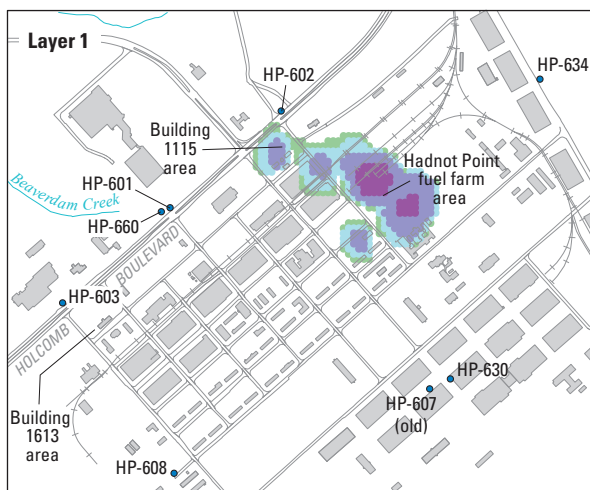 Layer 1
HP-602
HP-634
Building
1115
area
Hadnot Point
fuel farm
area
HP-601
Beaverdam Creek
HP-660
BOULEVARD
HP-603
HOLCOMB
HP-630
HP-607
(old)
Building
1613
area
HP-608